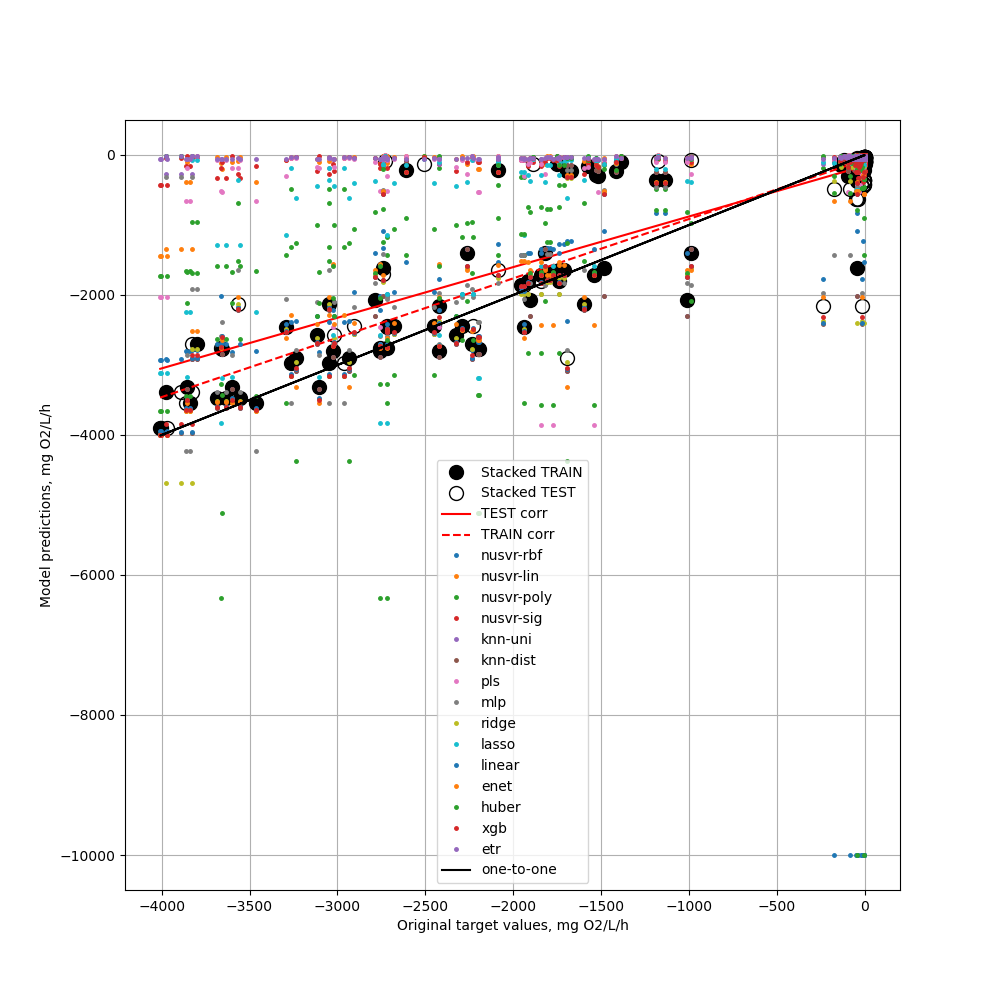 0
−2000
−4000
−6000
−8000
−10000
Model predictions, mg O2/L/h
Stacked TRAIN
Stacked TEST
TEST corr
TRAIN corr
nusvr-rbf
nusvr-lin
nusvr-poly
nusvr-sig
knn-uni
knn-dist
pls
mlp
ridge
lasso
linear
enet
huber
xgb
etr
one-to-one
−4000 −3500 −3000 −2500 −2000 −1500 −1000 −500 0
Original target values, mg O2/L/h